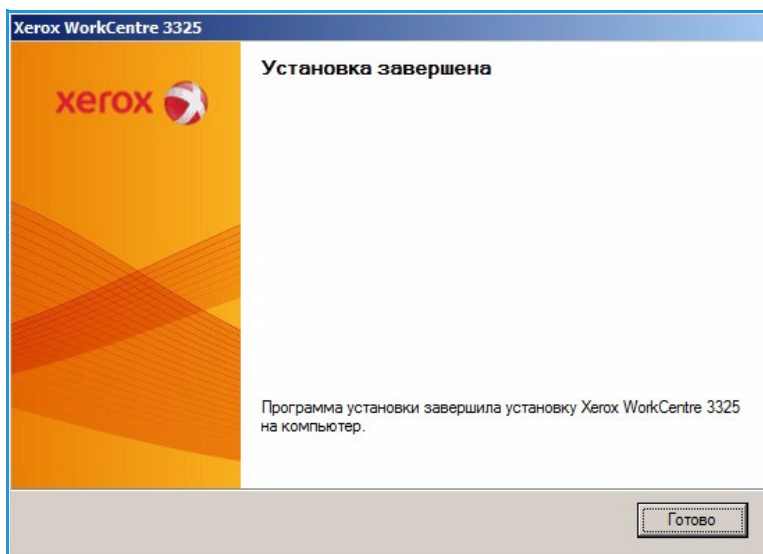 Xerox WorkCentre 3325
xerox
Установка завершена
Программа установки завершила установку Xerox WorkCentre 3325
на компьютер.
Готово